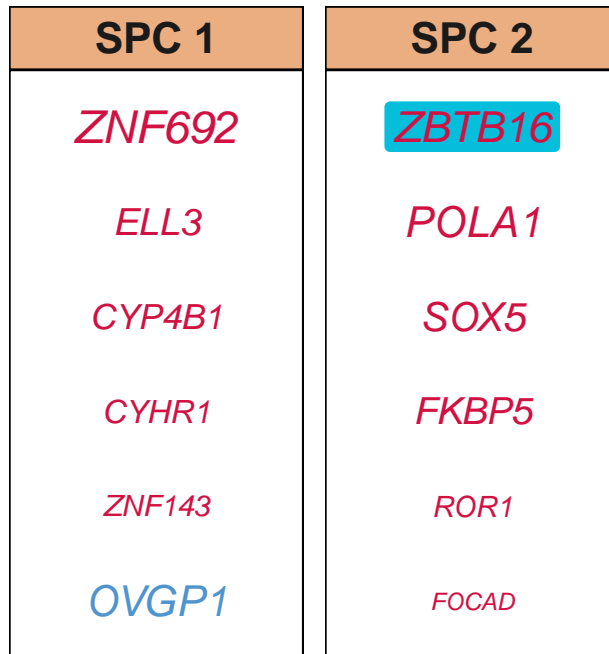 SPC 1
ZNF692
ELL3
CYP4B1
CYHR1
ZNF143
OVGP1
SPC 2
ZBTB16
POLA1
SOX5
FKBP5
ROR1
FOCAD